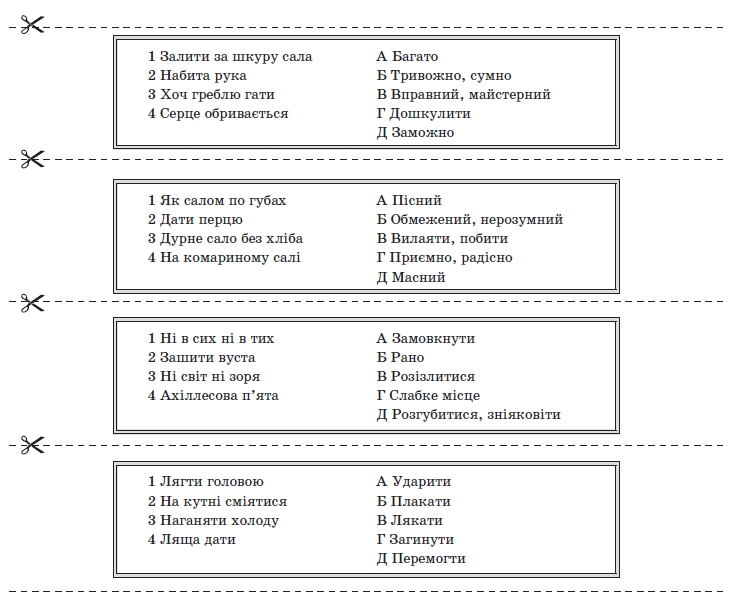 1 Залити за шкуру сала А Багато
2 Набита рука Б Тривожно, сумно
3 Хоч греблю гати В Вправний, майстерний
4 Серце обривається Г Дошкулити
Д Заможно
1 Як салом по губах А Пісний
2 Дати перцю Б Обмежений, нерозумний
3 Дурне сало без хліба В Вилаяти, побити
4 На комариному салі Г Приємно, радісно
Д Масний
1 Ні в сих ні в тих А Замовкнути
2 Зашити вуста Б Рано
3 Ні світ ні зоря В Розізлитися
4 Ахіллесова п’ята Г Слабке місце
Д Розгубитися, зніяковіти
1 Лягти головою А Ударити
2 На кутні сміятися Б Плакати
3 Наганяти холоду В Лякати
4 Ляща дати Г Загинути
Д Перемогти